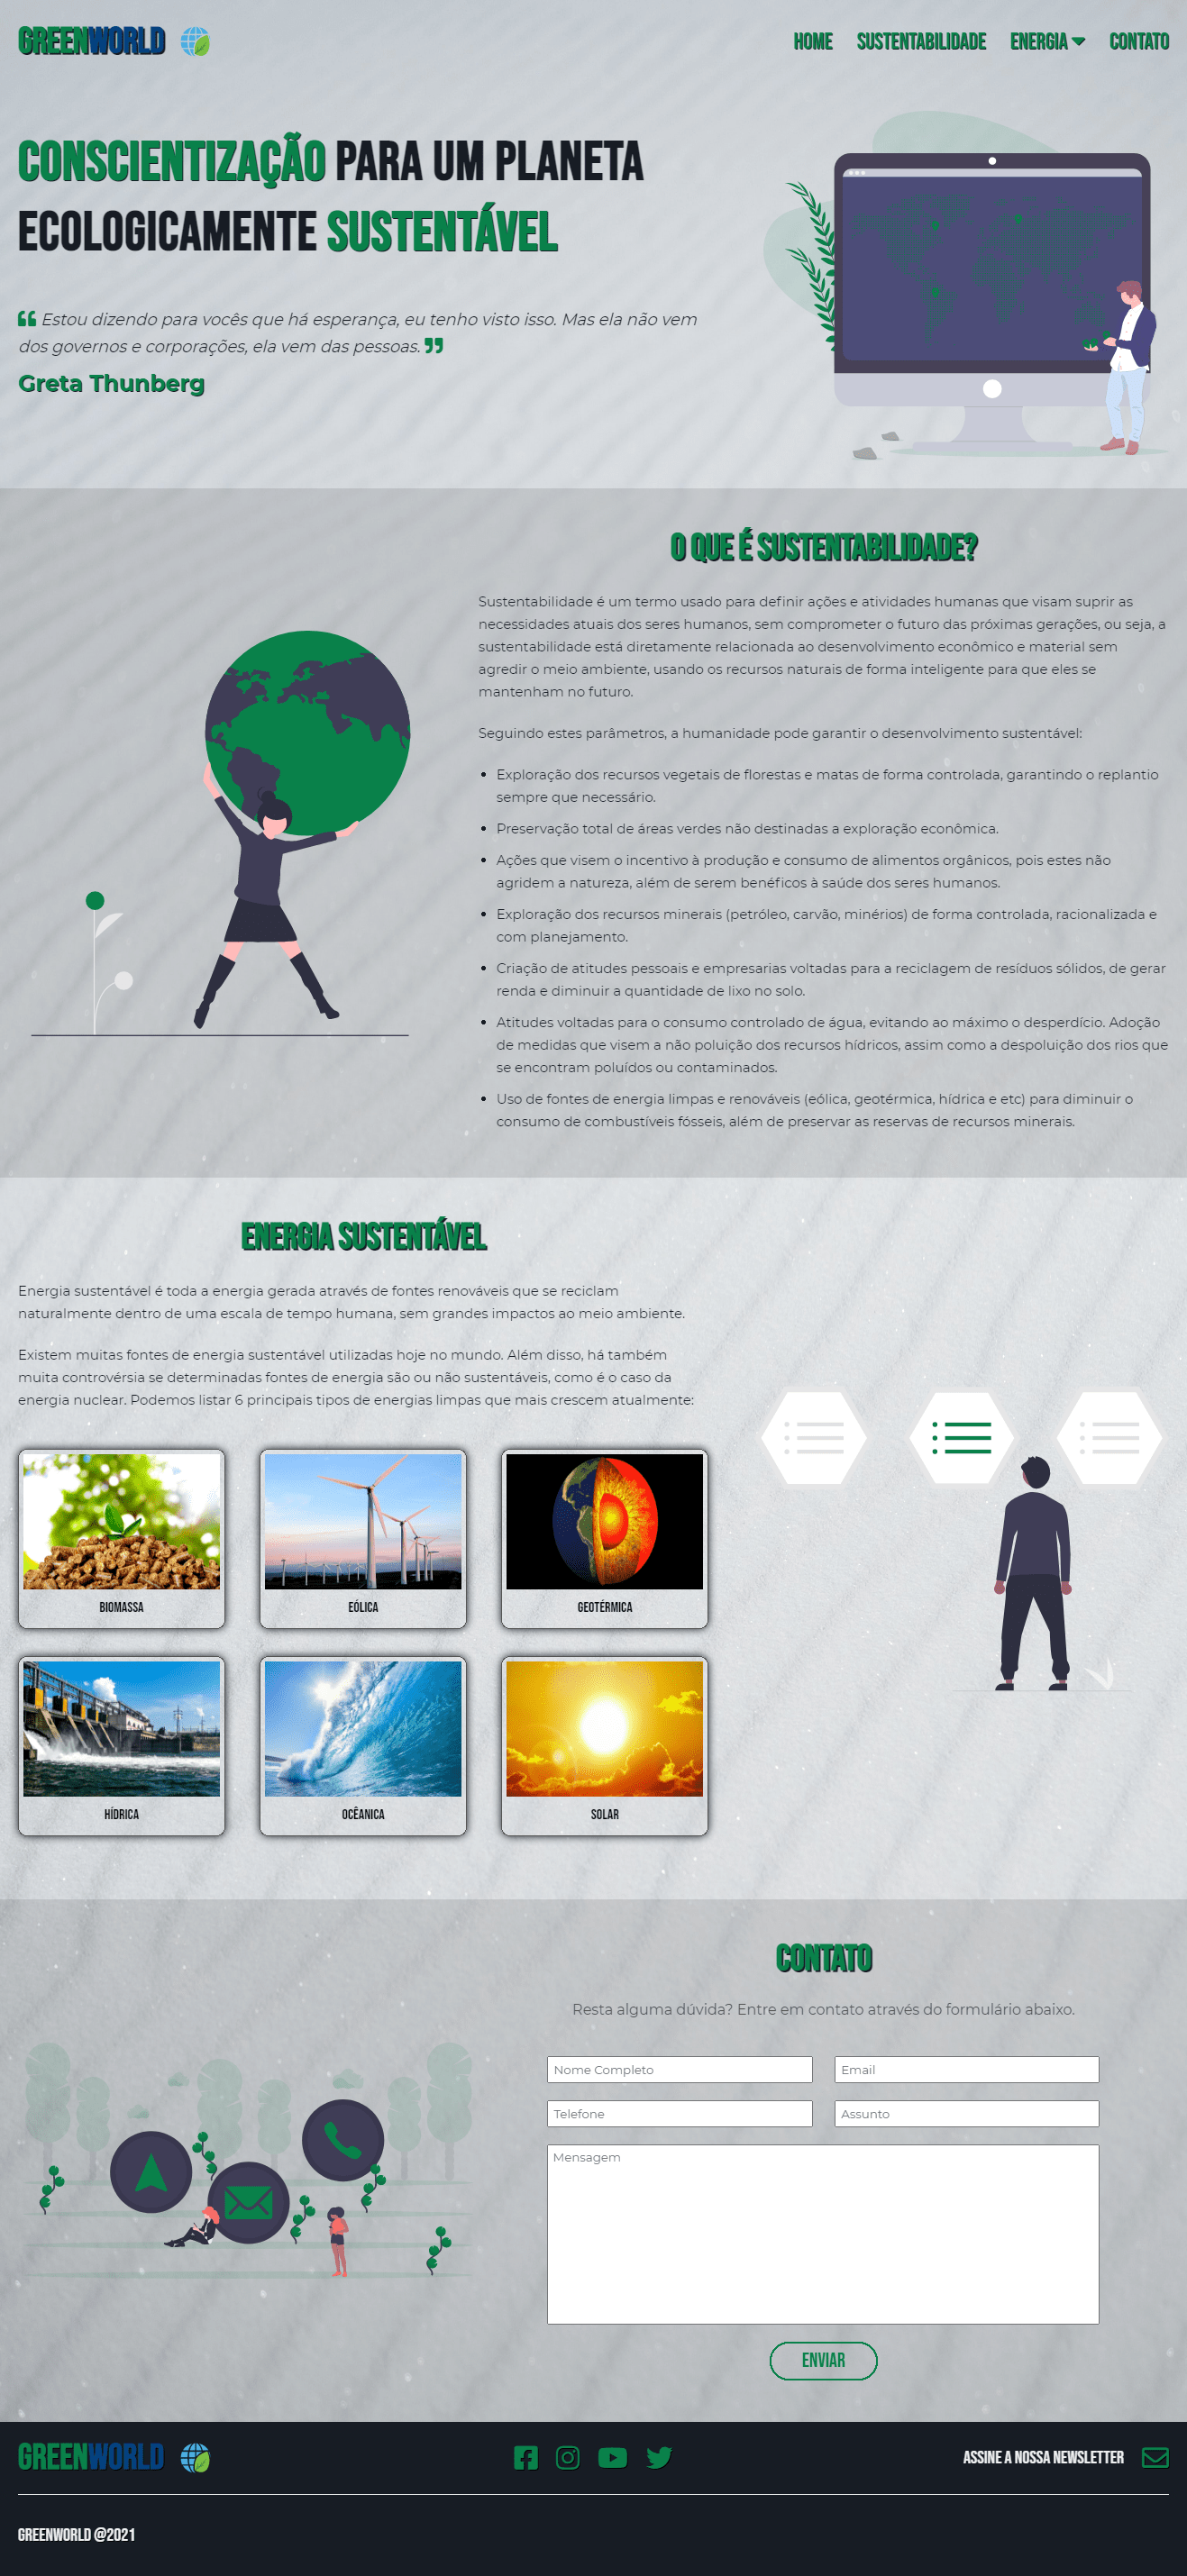 GREENWORLD
HOME SUSTENTABILIDADE ENERGIA CONTATO
CONSCIENTIZAÇÃO PARA UM PLANETA
ECOLOGICAMENTE SUSTENTÁVEL
Estou dizendo para vocês que há esperança, eu tenho visto isso. Mas ela não vem
dos governos e corporações, ela vem das pessoas.
Greta Thunberg
O QUE É SUSTENTABILIDADE?
Sustentabilidade é um termo usado para definir ações e atividades humanas que visam suprir as
necessidades atuais dos seres humanos, sem comprometer o futuro das próximas gerações, ou seja, a
sustentabilidade está diretamente relacionada ao desenvolvimento econômico e material sem
agredir o meio ambiente, usando os recursos naturais de forma inteligente para que eles se
mantenham no futuro.
Seguindo estes parâmetros, a humanidade pode garantir o desenvolvimento sustentável:
• Exploração dos recursos vegetais de florestas e matas de forma controlada, garantindo o replantio
sempre que necessário.
• Preservação total de áreas verdes não destinadas a exploração econômica.
• Ações que visem o incentivo à produção e consumo de alimentos orgânicos, pois estes não
agridem a natureza, além de serem benéficos à saúde dos seres humanos.
• Exploração dos recursos minerais (petróleo, carvão, minérios) de forma controlada, racionalizada e
com planejamento.
• Criação de atitudes pessoais e empresarias voltadas para a reciclagem de resíduos sólidos, de gerar
renda e diminuir a quantidade de lixo no solo.
• Atitudes voltadas para o consumo controlado de água, evitando ao máximo o desperdício. Adoção
de medidas que visem a não poluição dos recursos hídricos, assim como a despoluição dos rios que
se encontram poluídos ou contaminados.
• Uso de fontes de energia limpas e renováveis (eólica, geotérmica, hídrica e etc) para diminuir o
consumo de combustíveis fósseis, além de preservar as reservas de recursos minerais.
ENERGIA SUSTENTÁVEL
Energia sustentável é toda a energia gerada através de fontes renováveis que se reciclam
naturalmente dentro de uma escala de tempo humana, sem grandes impactos ao meio ambiente.
Existem muitas fontes de energia sustentável utilizadas hoje no mundo. Além disso, há também
muita controvérsia se determinadas fontes de energia são ou não sustentáveis, como é o caso da
energia nuclear. Podemos listar 6 principais tipos de energias limpas que mais crescem atualmente:
BIOMASSA
EÓLICA
GEOTÉRMICA
HÍDRICA
OCÊANICA
SOLAR
CONTATO
Resta alguma dúvida? Entre em contato através do formulário abaixo.
Nome Completo
Email
Telefone
Assunto
Mensagem
ENVIAR
GREENWORLD
ASSINE A NOSSA NEWSLETTER
GREENWORLD @2021